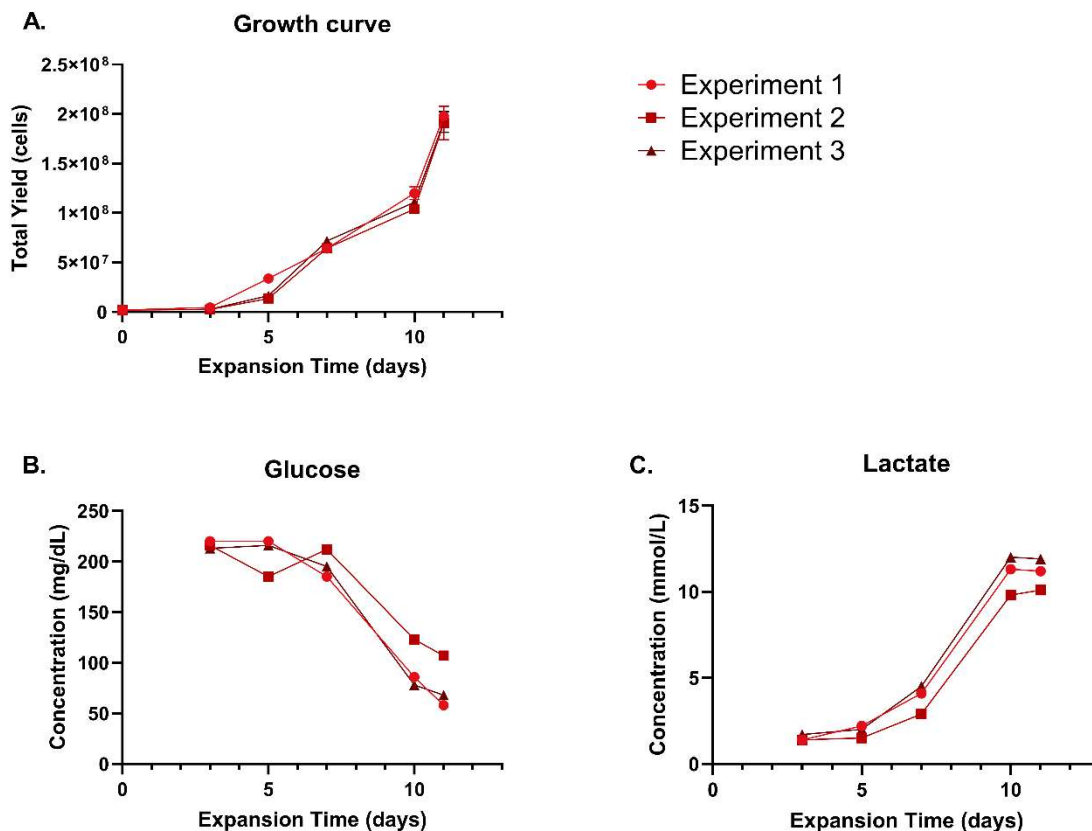 A.
Growth curve
Total Yield (cells)
2.5×10⁸
2×10⁸
1.5×10⁸
1×10⁸
5×10⁷
0
0 5 10
Expansion Time (days)
Experiment 1
Experiment 2
Experiment 3
B.
Glucose
Concentration (mg/dL)
250
200
150
100
50
0
0 5 10
Expansion Time (days)
C.
Lactate
Concentration (mmol/L)
15
10
5
0
0 5 10
Expansion Time (days)